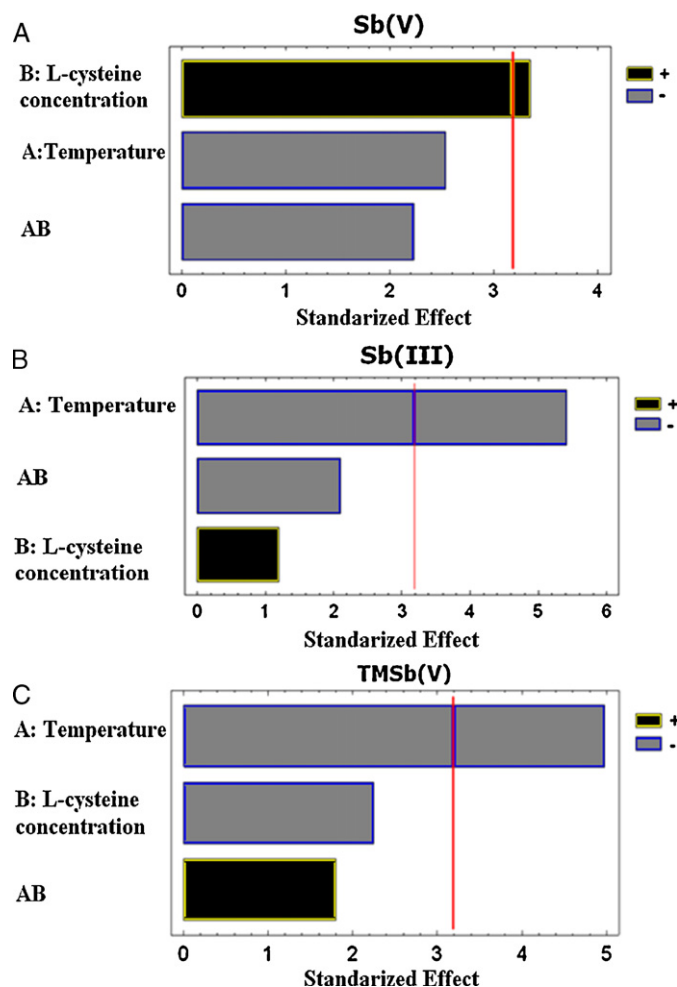 A
Sb(V)
B: L-cysteine
concentration
+
-
A:Temperature
AB
0 1 2 3 4
Standarized Effect
B
Sb(III)
A: Temperature
+
-
AB
B: L-cysteine
concentration
0 1 2 3 4 5 6
Standarized Effect
C
TMSb(V)
A: Temperature
+
-
B: L-cysteine
concentration
AB
0 1 2 3 4 5
Standarized Effect